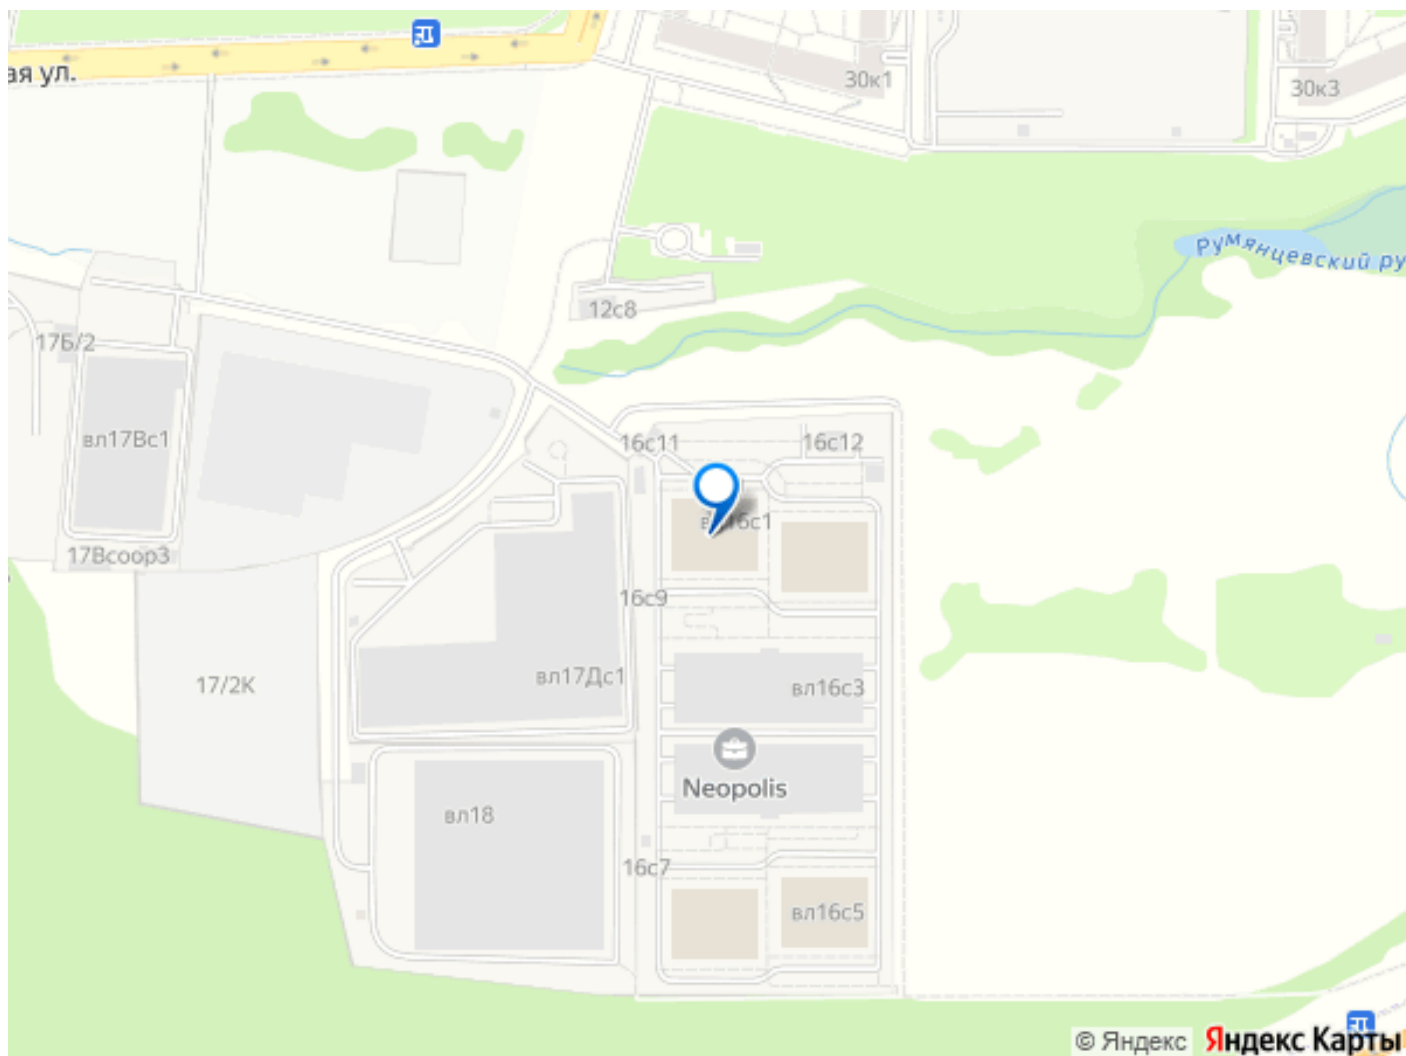 ая ул.
30к1
30к3
Румянцевский ру
12с8
17Б/2
вл17Вс1
16с11
16с12
вл16с1
17Всоор3
16с9
17/2К
вл17Дс1
вл16с3
Neopolis
вл18
16с7
вл16с5
© Яндекс Яндекс Карты